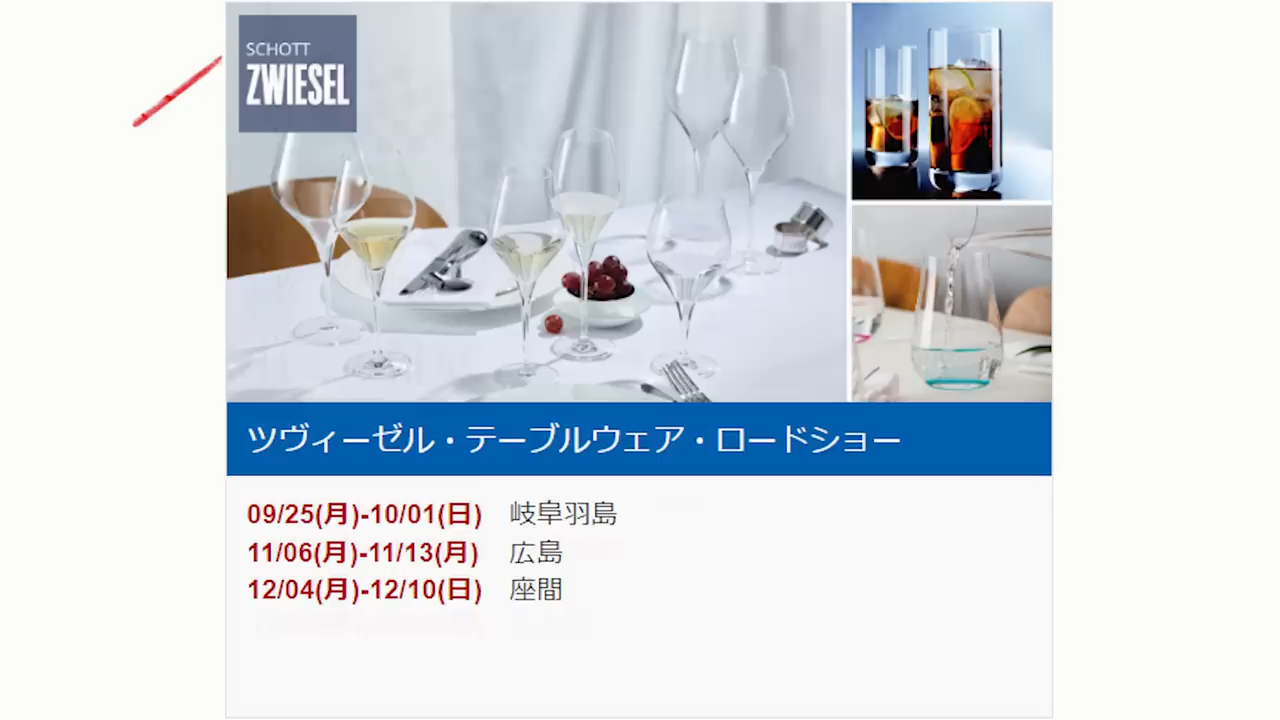 SCHOTT
ZWIESEL
ツヴィーゼル・テーブルウェア・ロードショー
09/25(月)-10/01(日) 岐阜羽島
11/06(月)-11/13(月) 広島
12/04(月)-12/10(日) 座間